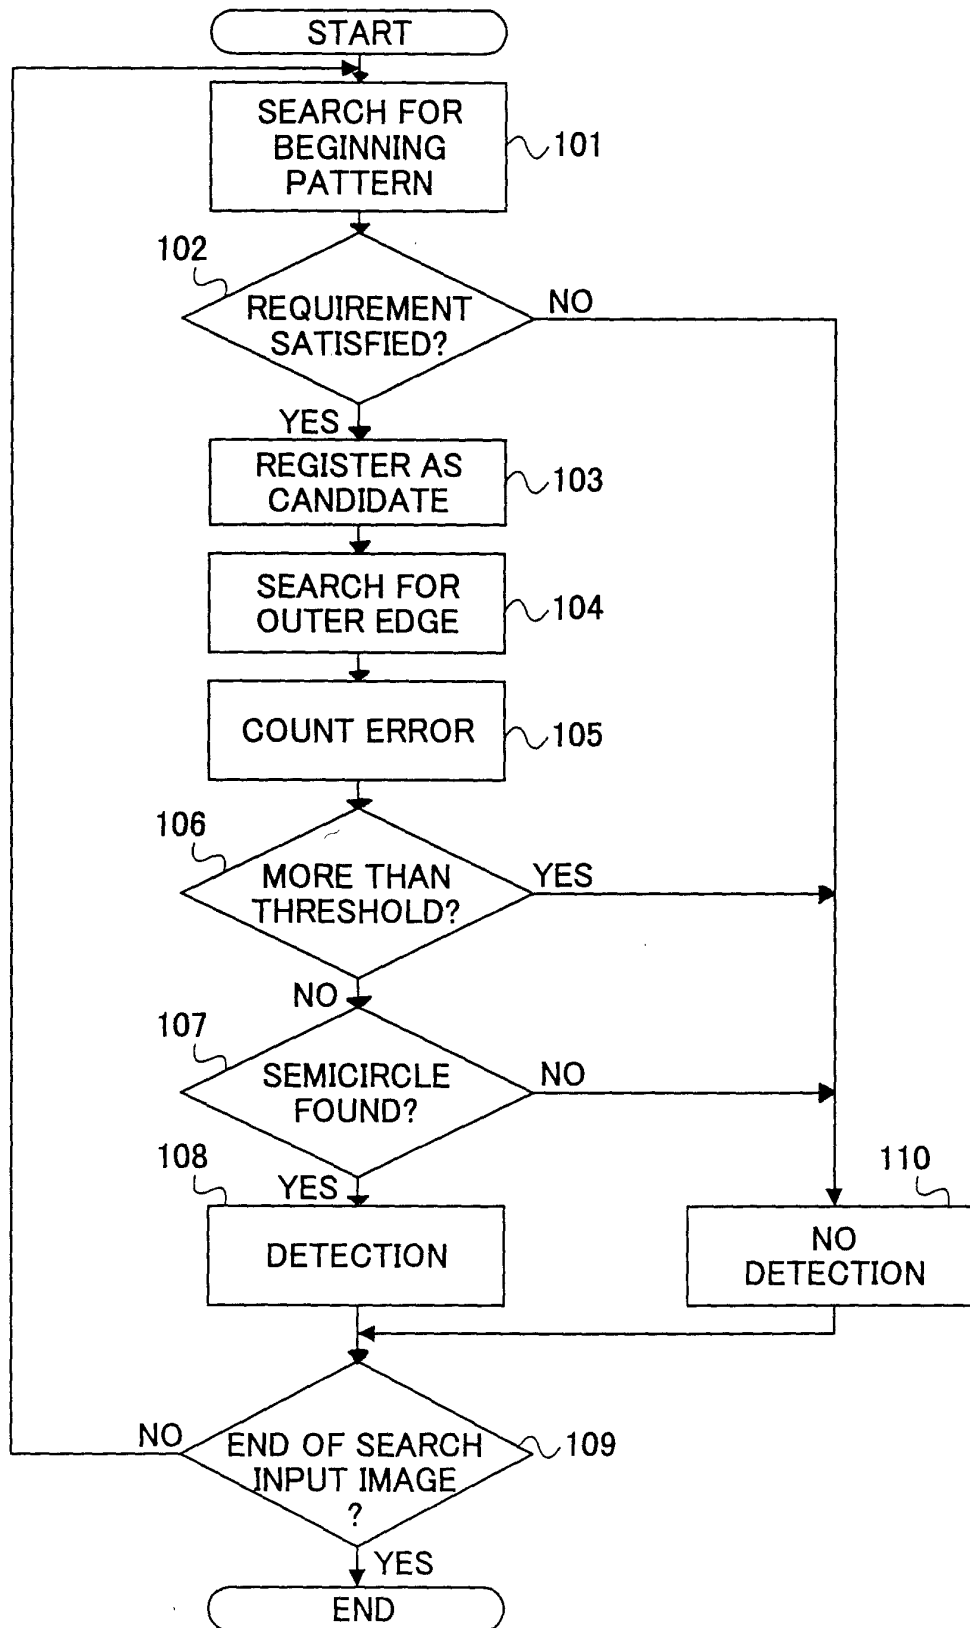 START
SEARCH FOR
BEGINNING
PATTERN
101
102
REQUIREMENT
SATISFIED?
NO
YES
REGISTER AS
CANDIDATE
103
SEARCH FOR
OUTER EDGE
104
COUNT ERROR
105
106
MORE THAN
THRESHOLD?
YES
NO
107
SEMICIRCLE
FOUND?
NO
108
YES
DETECTION
110
NO
DETECTION
NO
END OF SEARCH
INPUT IMAGE
?
109
YES
END